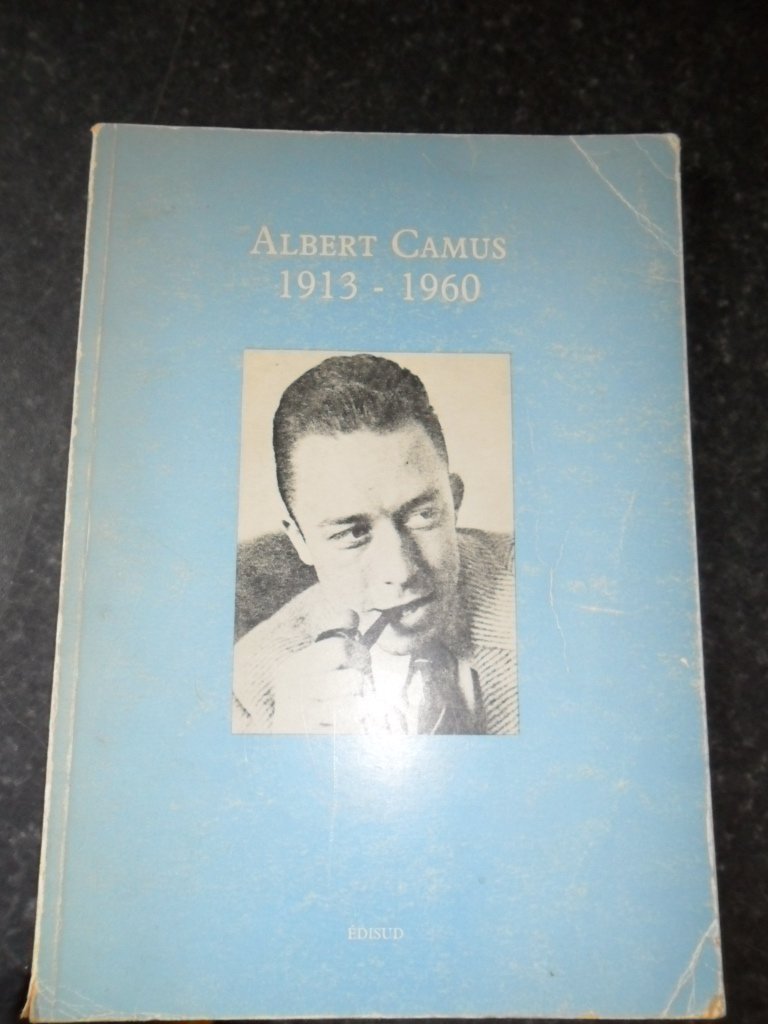 ALBERT CAMUS
1913 - 1960
ÉDISUD